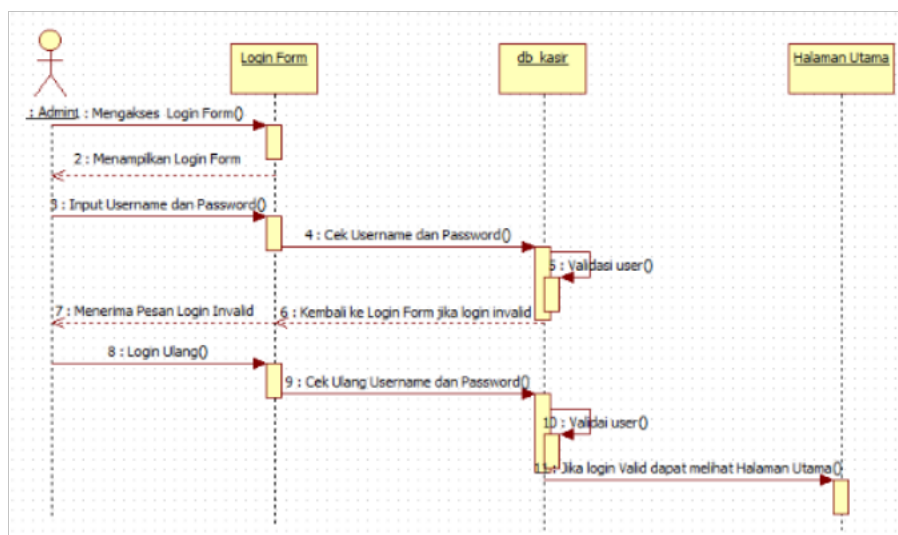 Login Form
db_kasir
Halaman Utama
: Admin
1 : Mengakses Login Form()
2 : Menampilkan Login Form
3 : Input Username dan Password()
4 : Cek Username dan Password()
5 : Validasi user()
7 : Menerima Pesan Login Invalid
6 : Kembali ke Login Form jika login invalid
8 : Login Ulang()
9 : Cek Ulang Username dan Password()
10 : Validai user()
11 : Jika login Valid dapat melihat Halaman Utama()